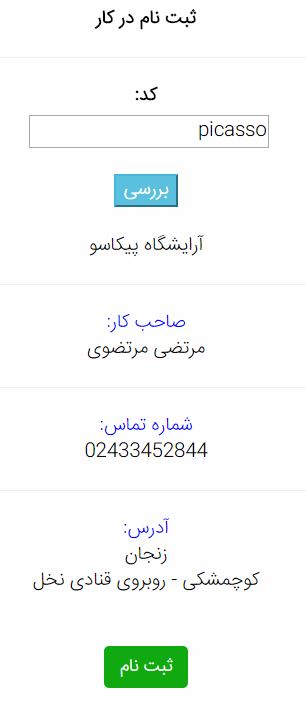 ثبت نام در کار
کد:
picasso
بررسی
آرایشگاه پیکاسو
صاحب کار:
مرتضی مرتضوی
شماره تماس:
02433452844
آدرس:
زنجان
کوچمشکی - روبروی قنادی نخل
ثبت نام